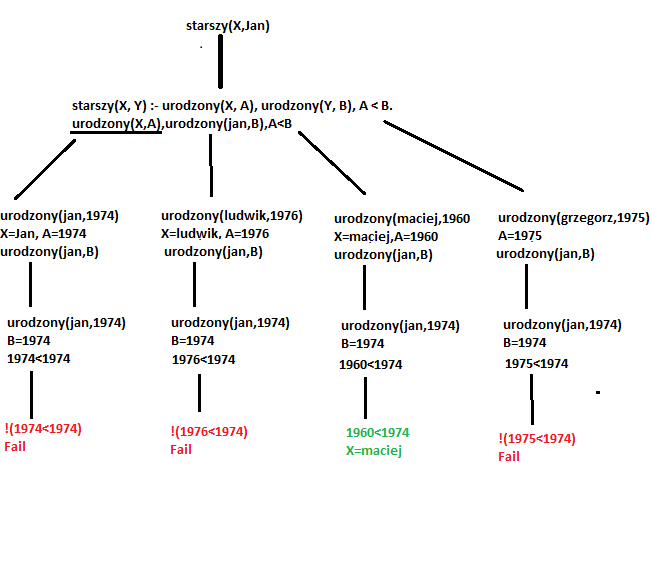 starszy(X,Jan)
starszy(X, Y) :- urodzony(X, A), urodzony(Y, B), A < B.
urodzony(X,A),urodzony(jan,B),A<B
urodzony(jan,1974)
X=Jan, A=1974
urodzony(jan,B)
urodzony(ludwik,1976)
X=ludwik, A=1976
urodzony(jan,B)
urodzony(maciej,1960
X=maciej,A=1960
urodzony(jan,B)
urodzony(grzegorz,1975)
A=1975
urodzony(jan,B)
urodzony(jan,1974)
B=1974
1974<1974
urodzony(jan,1974)
B=1974
1976<1974
urodzony(jan,1974)
B=1974
1960<1974
urodzony(jan,1974)
B=1974
1975<1974
!(1974<1974)
Fail
!(1976<1974)
Fail
1960<1974
X=maciej
!(1975<1974)
Fail